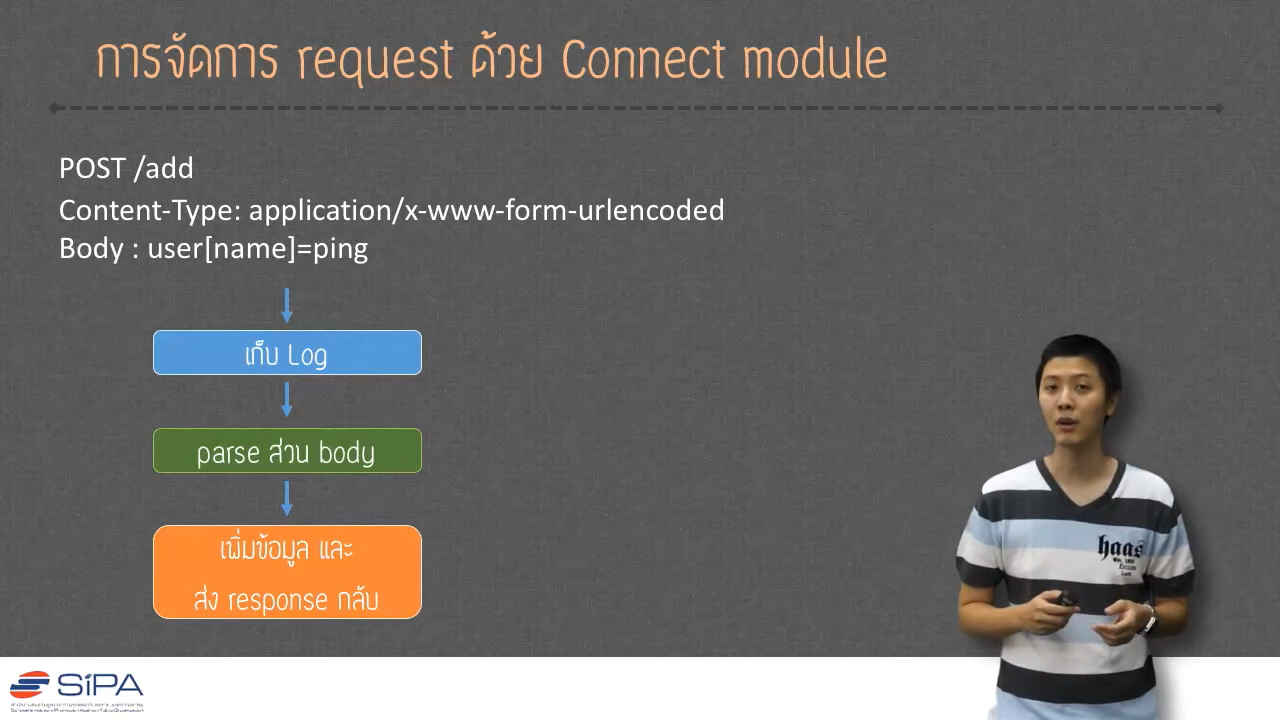 การจัดการ request ด้วย Connect module
POST /add
Content-Type: application/x-www-form-urlencoded
Body : user[name]=ping
เก็บ Log
parse ส่วน body
เพิ่มข้อมูล และ
ส่ง response กลับ
haas
SiPA